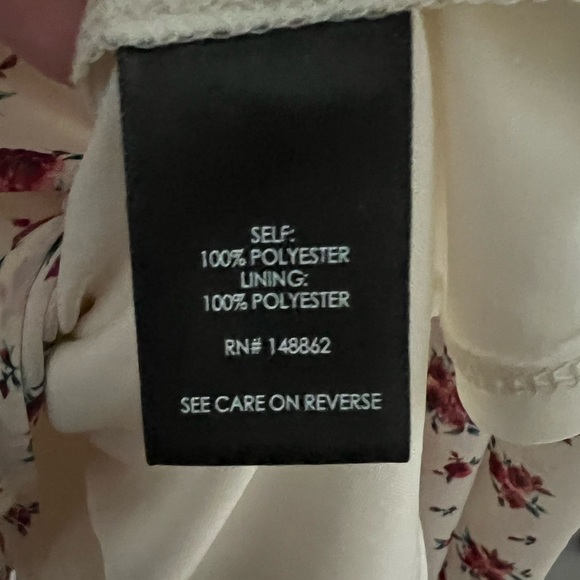 SELF:
100% POLYESTER
LINING:
100% POLYESTER
RN# 148862
SEE CARE ON REVERSE